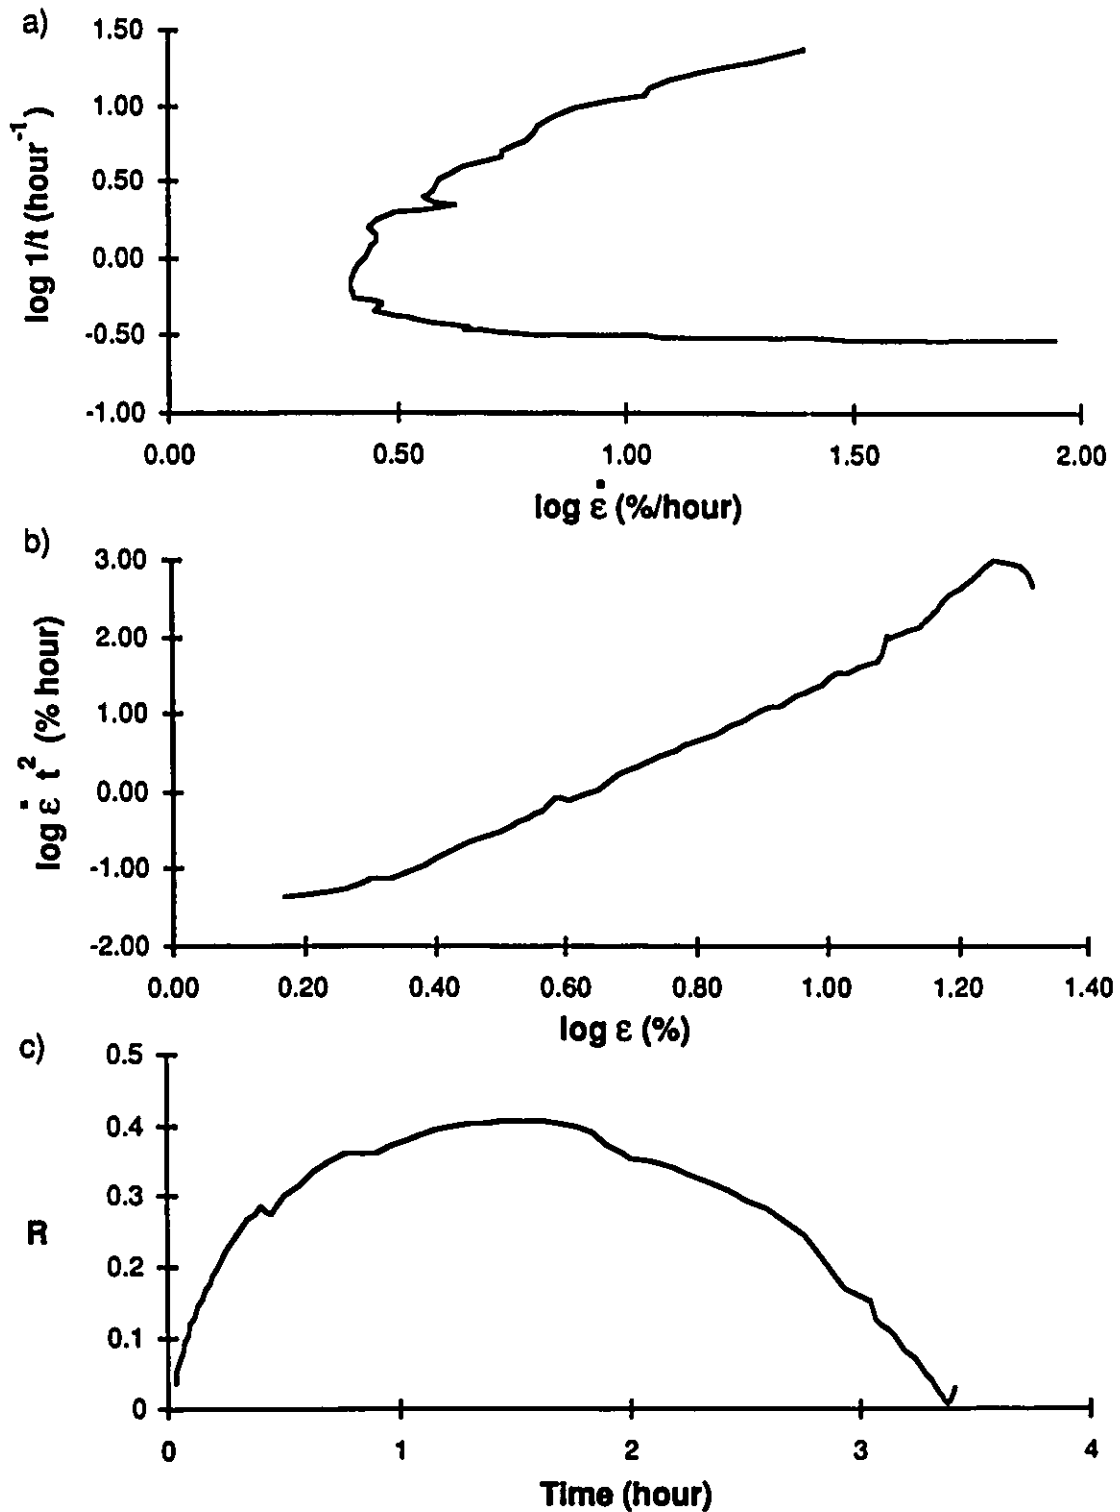 a)
1.50
1.00
0.50
0.00
-0.50
-1.00
log 1/t (hour⁻¹)
0.00 0.50 1.00 1.50 2.00
log ε̇ (%/hour)
b)
3.00
2.00
1.00
0.00
-1.00
-2.00
log ε̇ t² (% hour)
0.00 0.20 0.40 0.60 0.80 1.00 1.20 1.40
log ε (%)
c)
0.5
0.4
0.3
R
0.2
0.1
0
0 1 2 3 4
Time (hour)